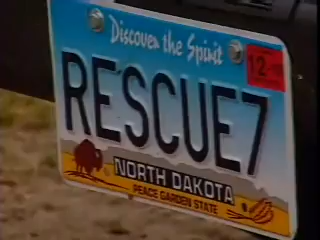 Discover the Spirit
12
RESCUE7
NORTH DAKOTA
PEACE GARDEN STATE